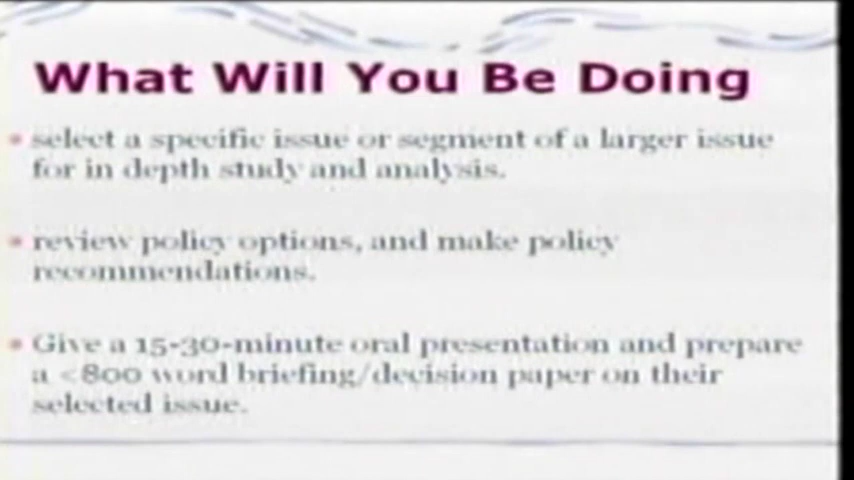 What Will You Be Doing
select a specific issue or segment of a larger issue
for in depth study and analysis.
review policy options, and make policy
recommendations.
Give a 15-30-minute oral presentation and prepare
a <800 word briefing/decision paper on their
selected issue.